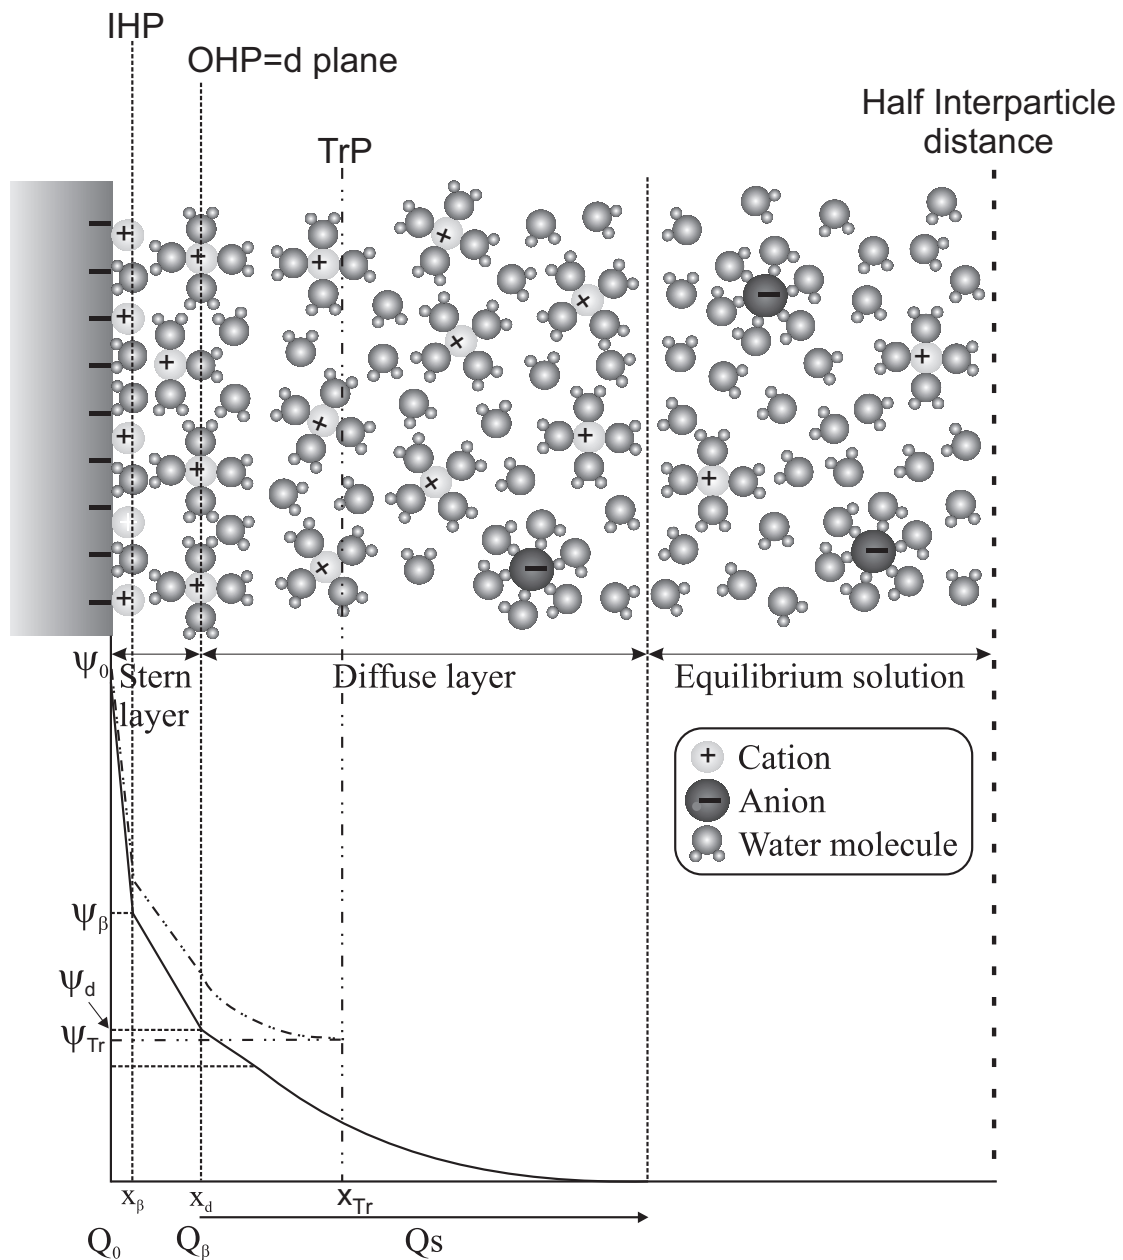 IHP
OHP=d plane
Half Interparticle
distance
TrP
ψ0
Stern
layer
Diffuse layer
Equilibrium solution
+ Cation
− Anion
Water molecule
ψβ
ψd
ψTr
xβ
xd
xTr
Q0
Qβ
Qs